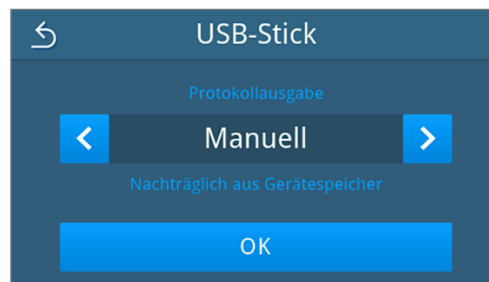 USB-Stick
Protokollausgabe
Manuell
Nachträglich aus Gerätespeicher
OK